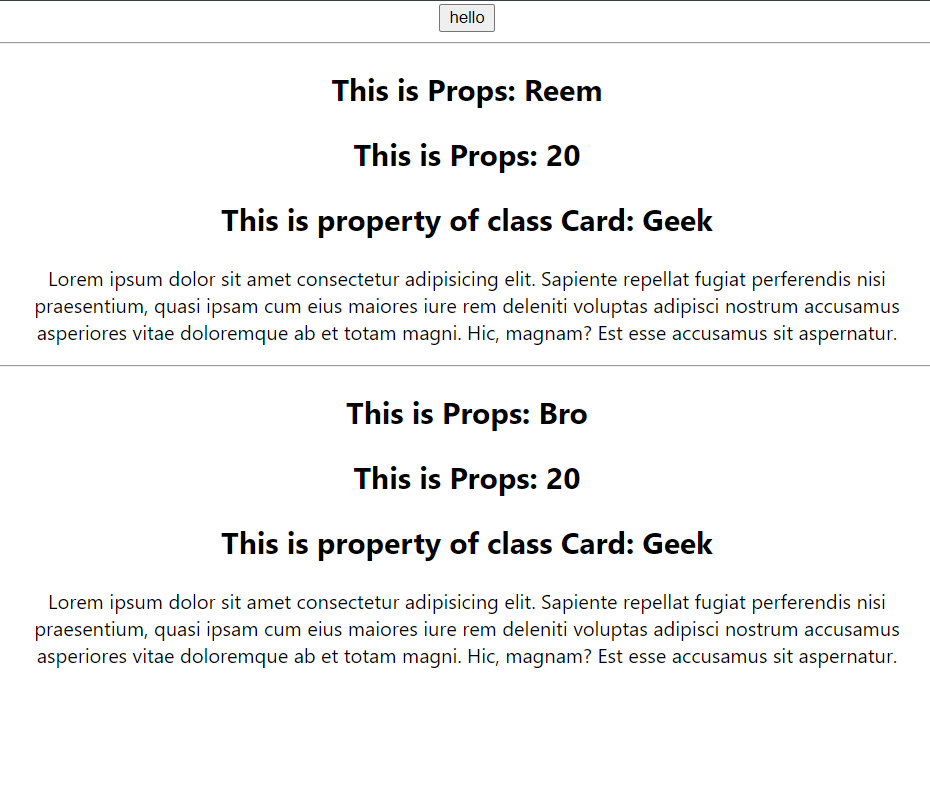 hello
This is Props: Reem
This is Props: 20
This is property of class Card: Geek
Lorem ipsum dolor sit amet consectetur adipisicing elit. Sapiente repellat fugiat perferendis nisi
praesentium, quasi ipsam cum eius maiores iure rem deleniti voluptas adipisci nostrum accusamus
asperiores vitae doloremque ab et totam magni. Hic, magnam? Est esse accusamus sit aspernatur.
This is Props: Bro
This is Props: 20
This is property of class Card: Geek
Lorem ipsum dolor sit amet consectetur adipisicing elit. Sapiente repellat fugiat perferendis nisi
praesentium, quasi ipsam cum eius maiores iure rem deleniti voluptas adipisci nostrum accusamus
asperiores vitae doloremque ab et totam magni. Hic, magnam? Est esse accusamus sit aspernatur.